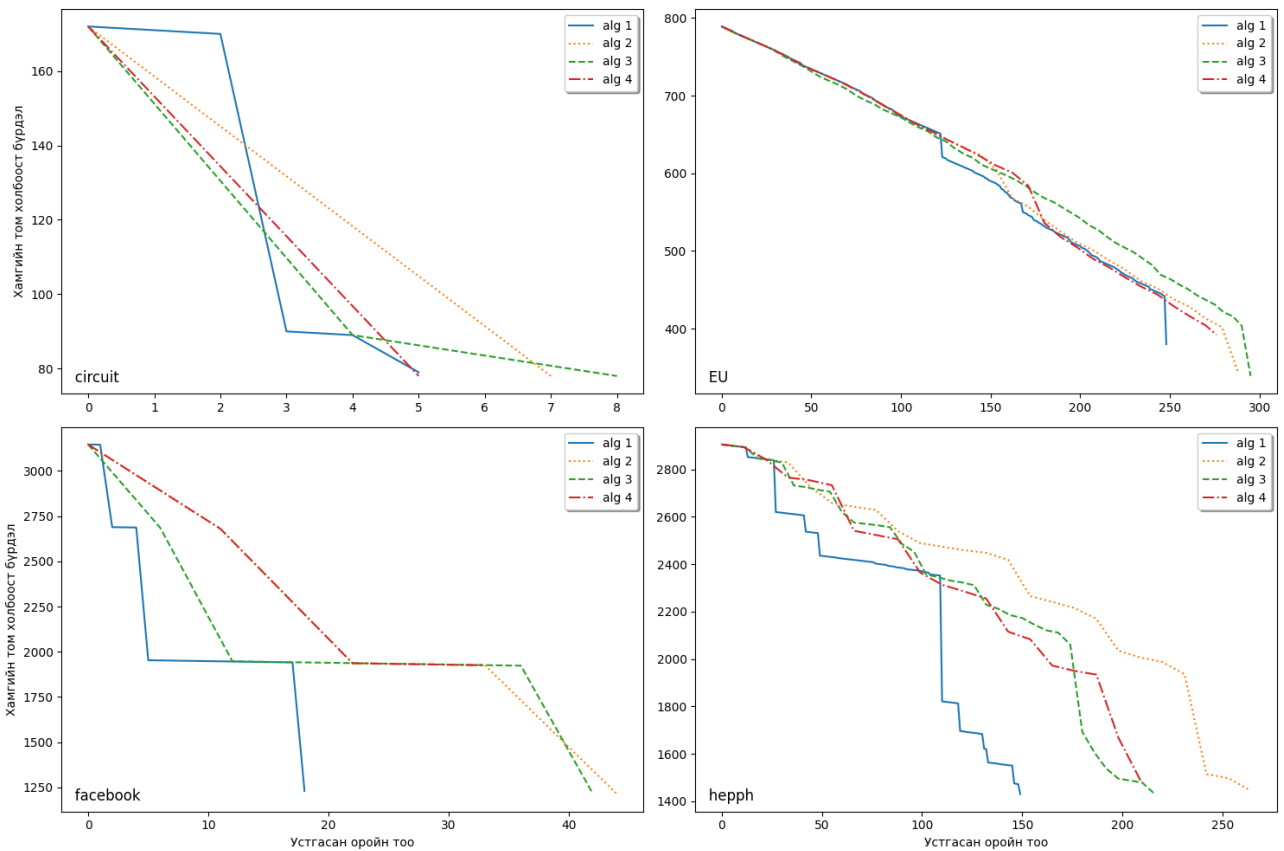 alg 1
alg 2
alg 3
alg 4
160
140
120
100
80
Хамгийн том холбоост бүрдэл
circuit
0 1 2 3 4 5 6 7 8
alg 1
alg 2
alg 3
alg 4
800
700
600
500
400
EU
0 50 100 150 200 250 300
alg 1
alg 2
alg 3
alg 4
3000
2750
2500
2250
2000
1750
1500
1250
Хамгийн том холбоост бүрдэл
facebook
0 10 20 30 40
Устгасан оройн тоо
alg 1
alg 2
alg 3
alg 4
2800
2600
2400
2200
2000
1800
1600
1400
hepph
0 50 100 150 200 250
Устгасан оройн тоо